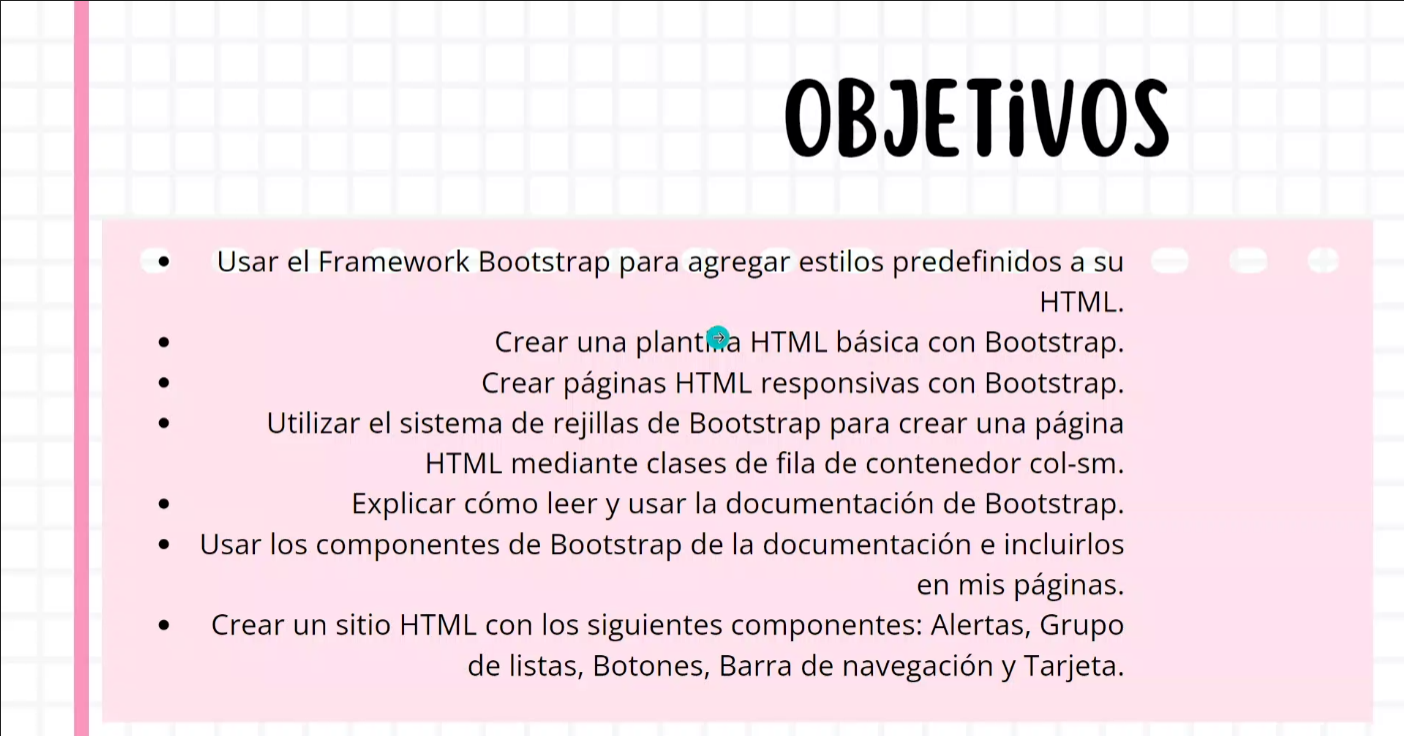 OBJETiVOS
• Usar el Framework Bootstrap para agregar estilos predefinidos a su
HTML.
• Crear una plantilla HTML básica con Bootstrap.
• Crear páginas HTML responsivas con Bootstrap.
• Utilizar el sistema de rejillas de Bootstrap para crear una página
HTML mediante clases de fila de contenedor col-sm.
• Explicar cómo leer y usar la documentación de Bootstrap.
• Usar los componentes de Bootstrap de la documentación e incluirlos
en mis páginas.
• Crear un sitio HTML con los siguientes componentes: Alertas, Grupo
de listas, Botones, Barra de navegación y Tarjeta.